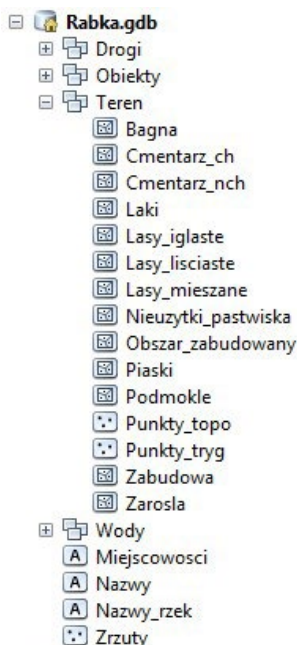 Rabka.gdb
Drogi
Obiekty
Teren
Bagna
Cmentarz_ch
Cmentarz_nch
Laki
Lasy_iglaste
Lasy_lisciaste
Lasy_mieszane
Nieuzytki_pastwiska
Obszar_zabudowany
Piaski
Podmokle
Punkty_topo
Punkty_tryg
Zabudowa
Zarosla
Wody
A Miejscowosci
A Nazwy
A Nazwy_rzek
Zrzuty